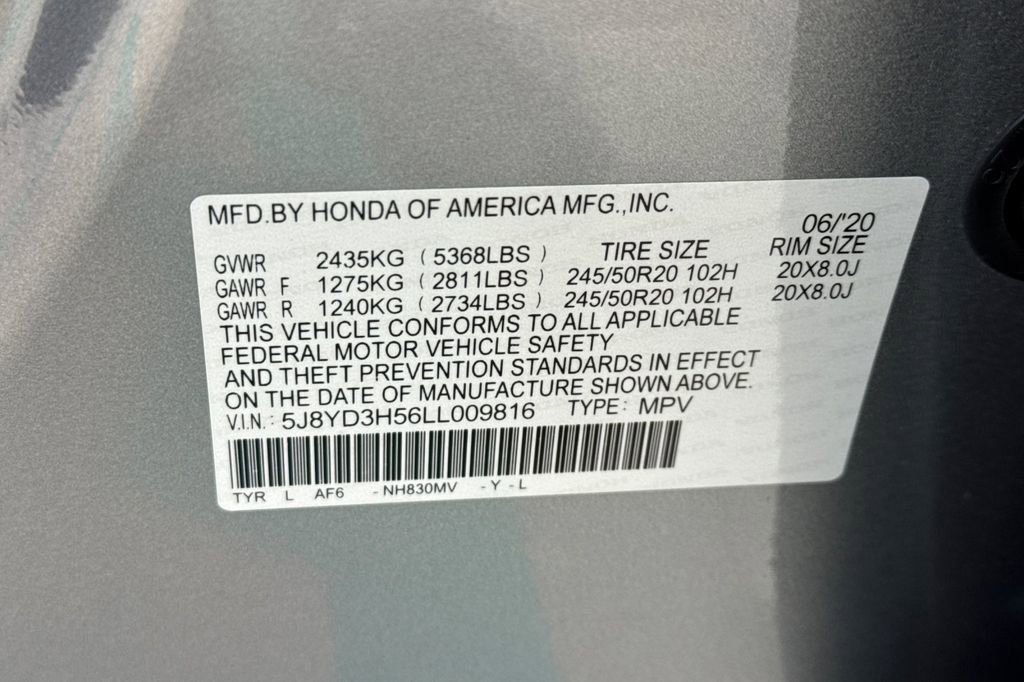 MFD.BY HONDA OF AMERICA MFG.,INC.
06/'20
GVWR 2435KG ( 5368LBS ) TIRE SIZE RIM SIZE
GAWR F 1275KG ( 2811LBS ) 245/50R20 102H 20X8.0J
GAWR R 1240KG ( 2734LBS ) 245/50R20 102H 20X8.0J
THIS VEHICLE CONFORMS TO ALL APPLICABLE
FEDERAL MOTOR VEHICLE SAFETY
AND THEFT PREVENTION STANDARDS IN EFFECT
ON THE DATE OF MANUFACTURE SHOWN ABOVE.
V.I.N.: 5J8YD3H56LL009816 TYPE: MPV
TYR L AF6 -NH830MV -Y-L